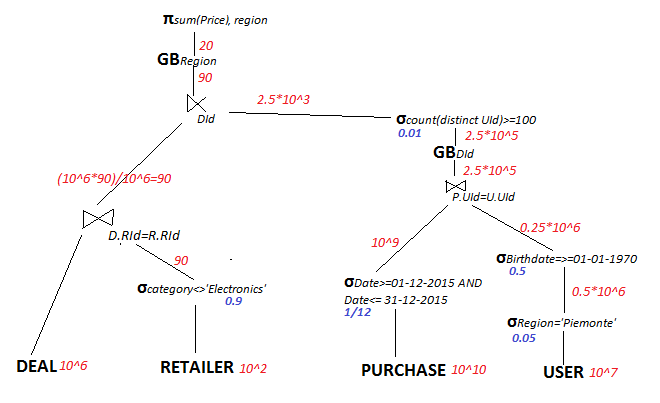 πsum(Price), region
20
GBRegion
90
DId
2.5*10^3
σcount(distinct UId)>=100
0.01
2.5*10^5
GBDId
2.5*10^5
P.UId=U.UId
(10^6*90)/10^6=90
D.RId=R.RId
90
σcategory<>'Electronics'
0.9
10^9
0.25*10^6
σDate>=01-12-2015 AND
Date<= 31-12-2015
1/12
σBirthdate=>=01-01-1970
0.5
0.5*10^6
σRegion='Piemonte'
0.05
DEAL 10^6
RETAILER 10^2
PURCHASE 10^10
USER 10^7